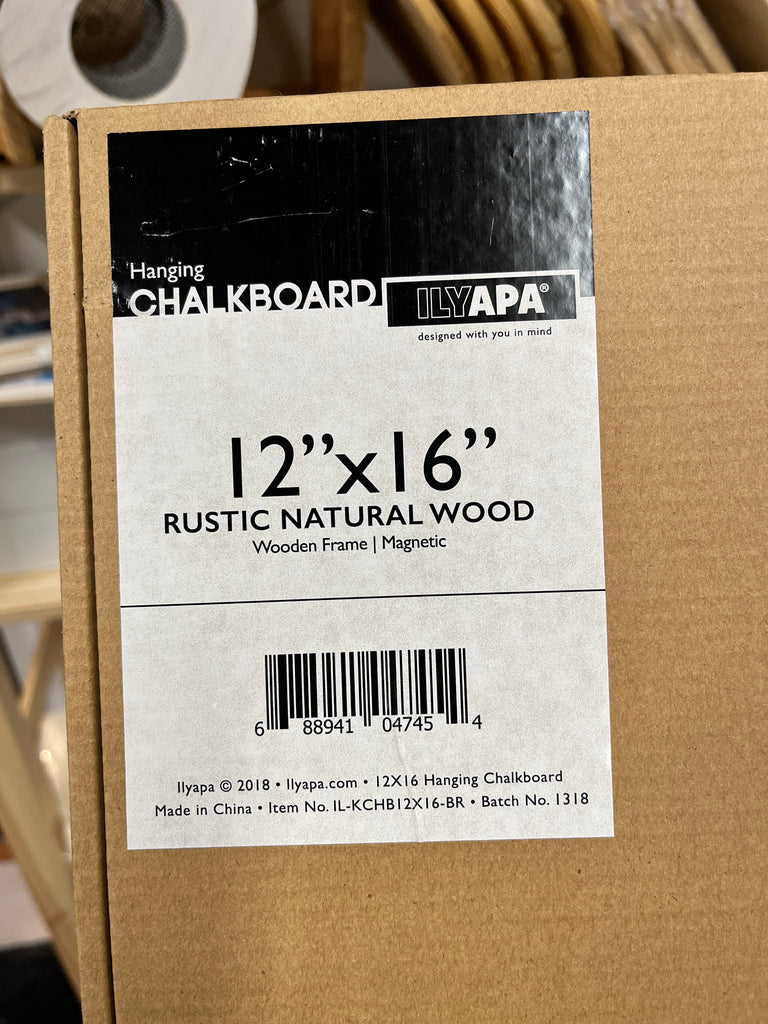 Hanging
CHALKBOARD
ILYAPA®
designed with you in mind
12”x16”
RUSTIC NATURAL WOOD
Wooden Frame | Magnetic
6 88941 04745 4
Ilyapa © 2018 • Ilyapa.com • 12X16 Hanging Chalkboard
Made in China • Item No. IL-KCHB12X16-BR • Batch No. 1318